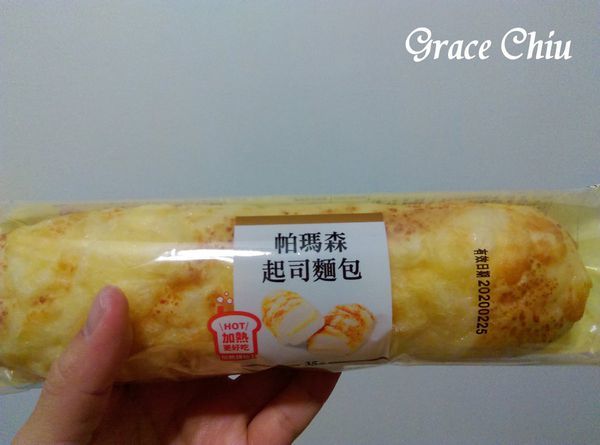 Grace Chiu
帕瑪森
起司麵包
HOT
加熱
更好吃
有效日期 20200225